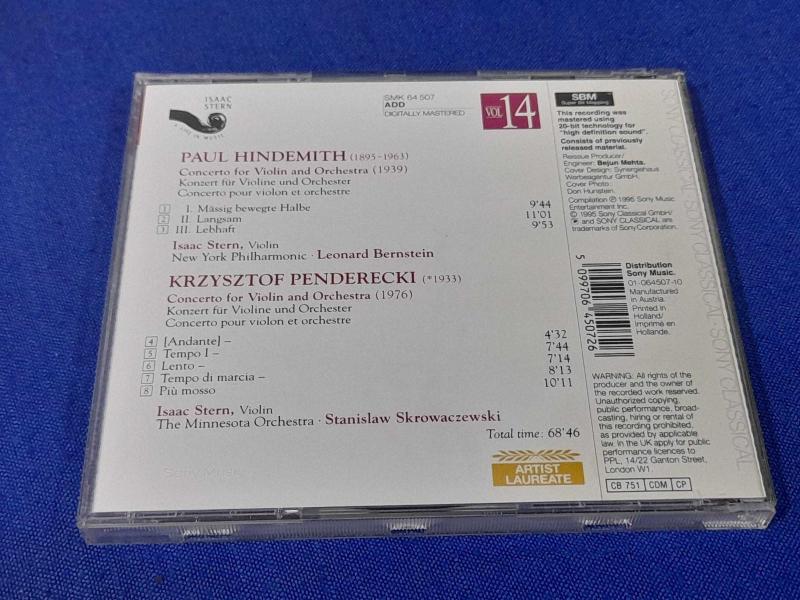 ISAAC
STERN
A LIFE IN MUSIC
SMK 64 507
ADD
DIGITALLY MASTERED
VOL 14
PAUL HINDEMITH (1895-1963)
Concerto for Violin and Orchestra (1939)
Konzert für Violine und Orchester
Concerto pour violon et orchestre
1 I. Mässig bewegte Halbe 9'44
2 II. Langsam 11'01
3 III. Lebhaft 9'53
Isaac Stern, Violin
New York Philharmonic · Leonard Bernstein
KRZYSZTOF PENDERECKI (*1933)
Concerto for Violin and Orchestra (1976)
Konzert für Violine und Orchester
Concerto pour violon et orchestre
4 [Andante] – 4'32
5 Tempo I – 7'44
6 Lento – 7'14
7 Tempo di marcia – 8'13
8 Più mosso 10'11
Isaac Stern, Violin
The Minnesota Orchestra · Stanislaw Skrowaczewski
Total time: 68'46
ARTIST
LAUREATE
SBM
Super Bit Mapping
This recording was
mastered using
20-bit technology for
"high definition sound".
Consists of previously
released material.
Reissue Producer/
Engineer: Bejun Mehta.
Cover Design: Synergiehaus
Werbeagentur GmbH.
Cover Photo:
Don Hunstein.
Compilation ℗ 1995 Sony Music
Entertainment Inc.
© 1995 Sony Classical GmbH/
℗ and SONY CLASSICAL are
trademarks of Sony Corporation.
5 099706 450726
Distribution
Sony Music.
01-064507-10
Manufactured
in Austria.
Printed in
Holland/
Imprimé en
Hollande.
WARNING: All rights of the
producer and the owner of
the recorded work reserved.
Unauthorized copying,
public performance, broad-
casting, hiring or rental of
this recording prohibited,
as provided by applicable
law. In the UK apply for public
performance licences to
PPL, 14/22 Ganton Street,
London W1.
CB 751 CDM CP
SONY CLASSICAL·SONY CLASSICAL·SONY CLASSICAL